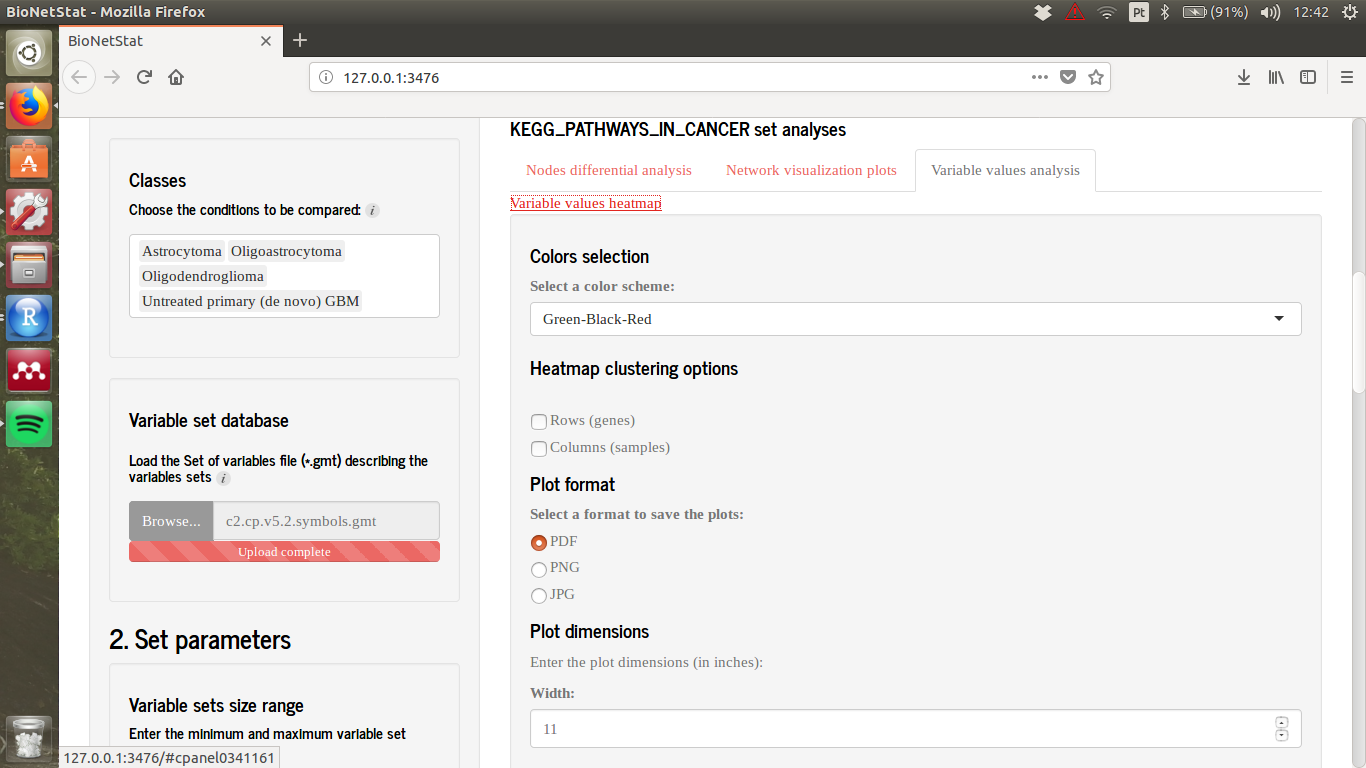 BioNetStat - Mozilla Firefox
Pt
(91%)
12:42
BioNetStat
127.0.0.1:3476
Classes
Choose the conditions to be compared: i
Astrocytoma Oligoastrocytoma
Oligodendroglioma
Untreated primary (de novo) GBM
Variable set database
Load the Set of variables file (*.gmt) describing the
variables sets i
Browse... c2.cp.v5.2.symbols.gmt
Upload complete
2. Set parameters
Variable sets size range
Enter the minimum and maximum variable set
KEGG_PATHWAYS_IN_CANCER set analyses
Nodes differential analysis Network visualization plots Variable values analysis
Variable values heatmap
Colors selection
Select a color scheme:
Green-Black-Red
Heatmap clustering options
Rows (genes)
Columns (samples)
Plot format
Select a format to save the plots:
PDF
PNG
JPG
Plot dimensions
Enter the plot dimensions (in inches):
Width:
11
127.0.0.1:3476/#cpanel0341161